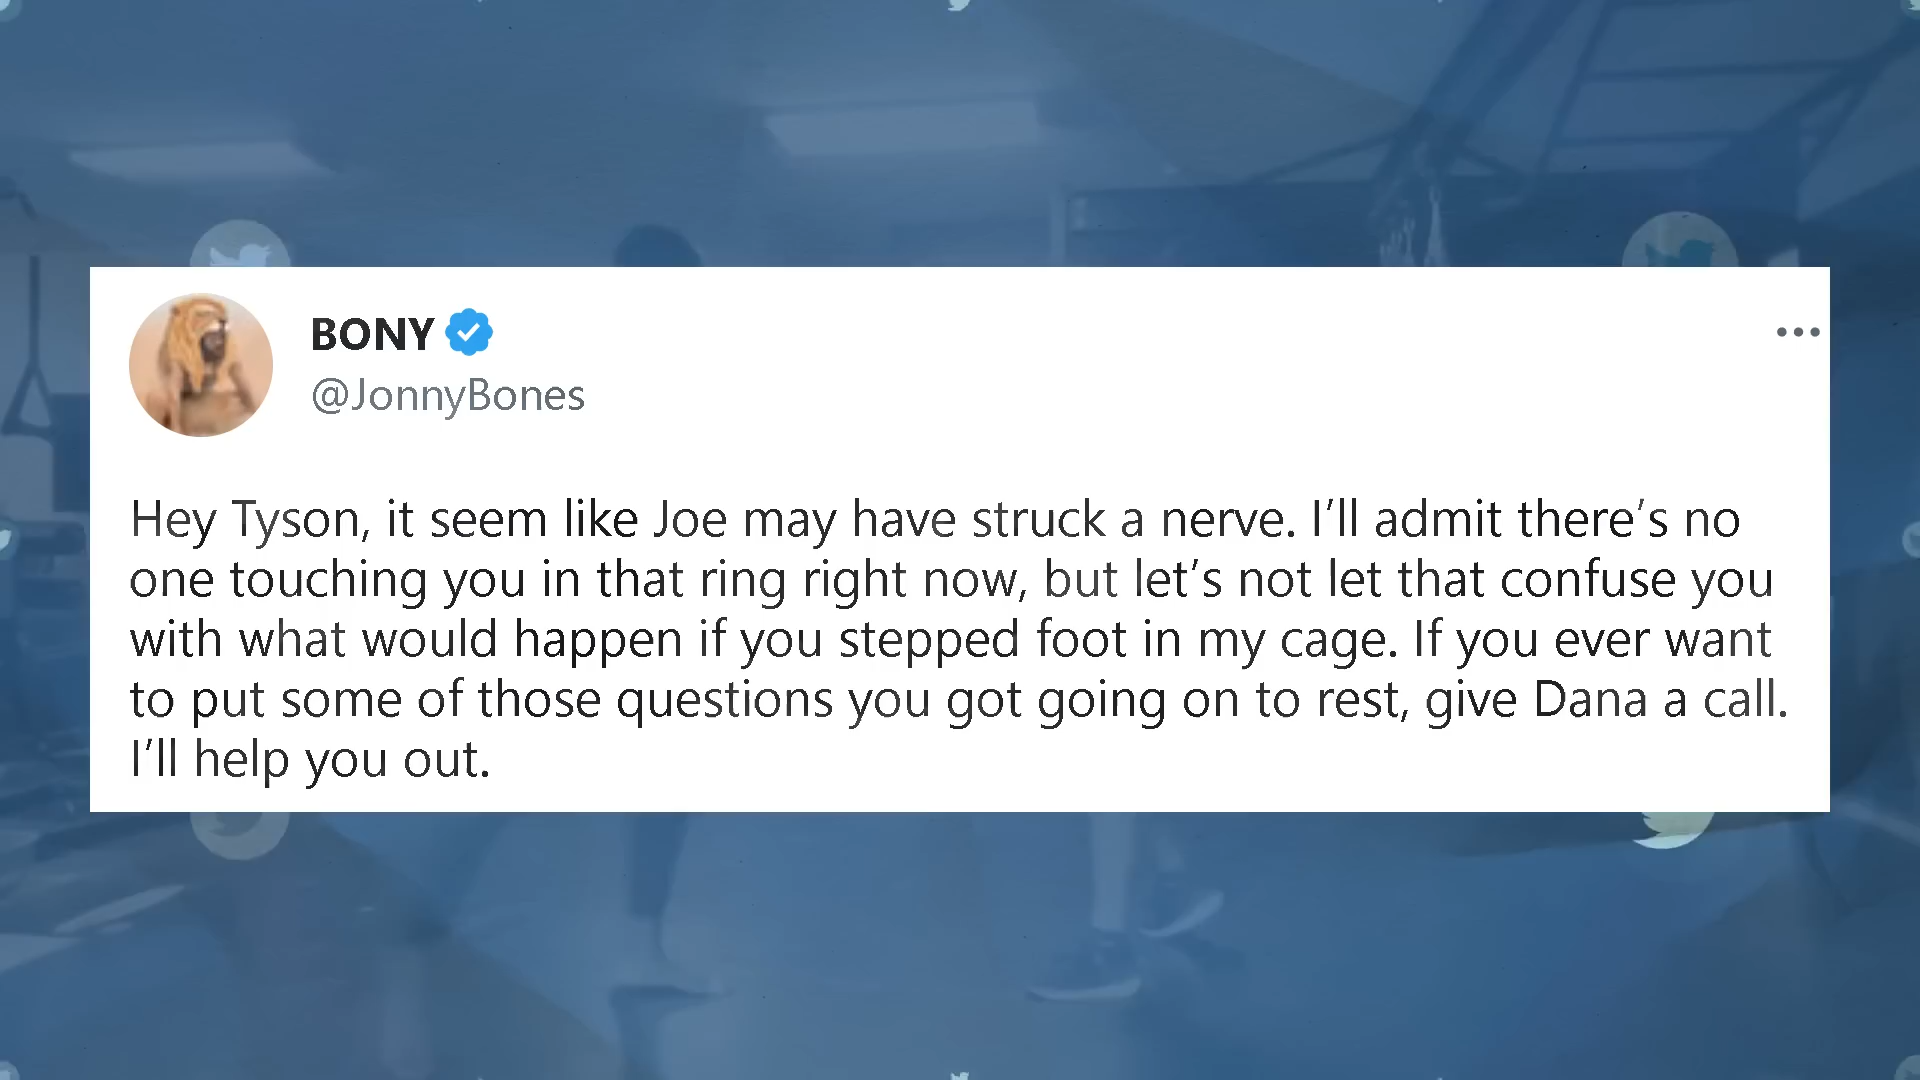 BONY
@JonnyBones
Hey Tyson, it seem like Joe may have struck a nerve. I’ll admit there’s no
one touching you in that ring right now, but let’s not let that confuse you
with what would happen if you stepped foot in my cage. If you ever want
to put some of those questions you got going on to rest, give Dana a call.
I’ll help you out.